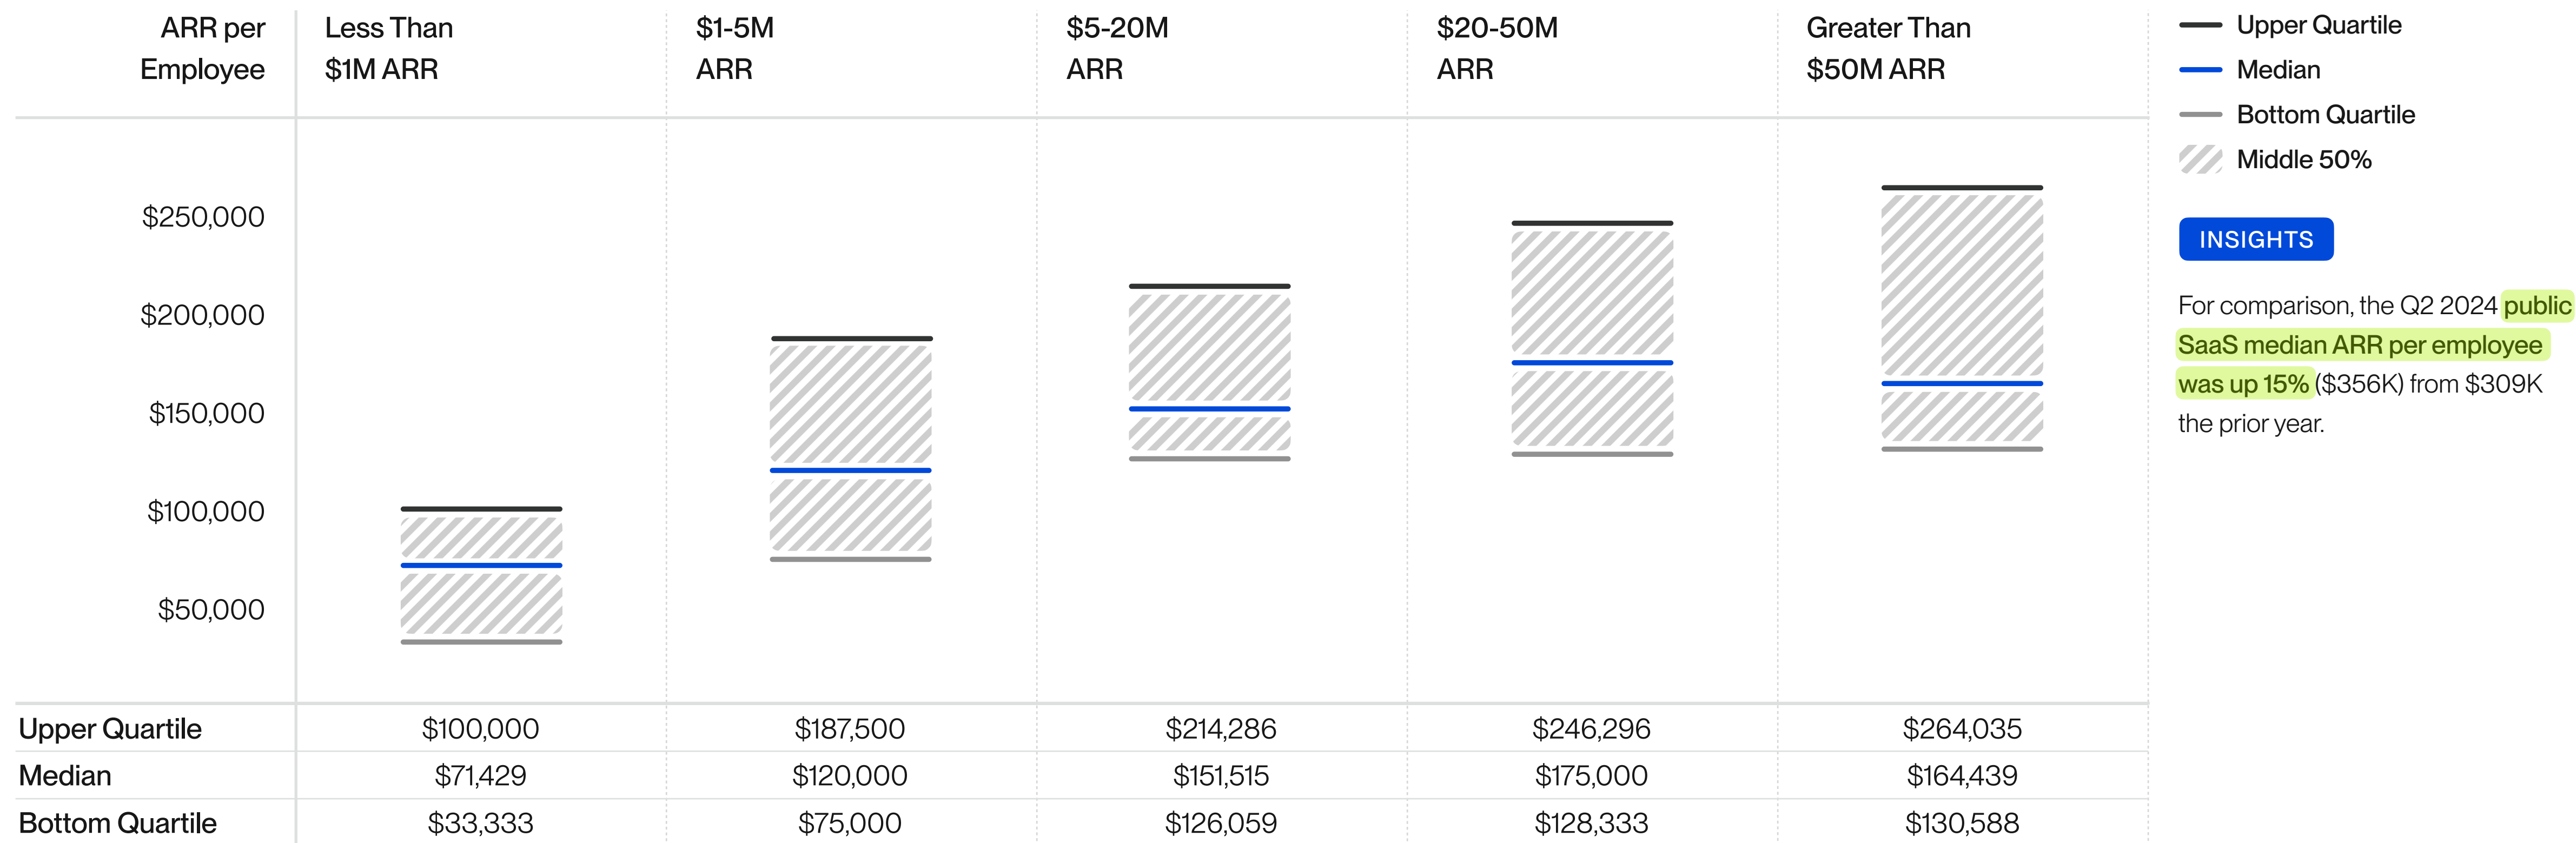 ARR per
Employee
Less Than
$1M ARR
$1-5M
ARR
$5-20M
ARR
$20-50M
ARR
Greater Than
$50M ARR
Upper Quartile
Median
Bottom Quartile
Middle 50%
$250,000
$200,000
$150,000
$100,000
$50,000
INSIGHTS
For comparison, the Q2 2024 public
SaaS median ARR per employee
was up 15% ($356K) from $309K
the prior year.
Upper Quartile $100,000 $187,500 $214,286 $246,296 $264,035
Median $71,429 $120,000 $151,515 $175,000 $164,439
Bottom Quartile $33,333 $75,000 $126,059 $128,333 $130,588